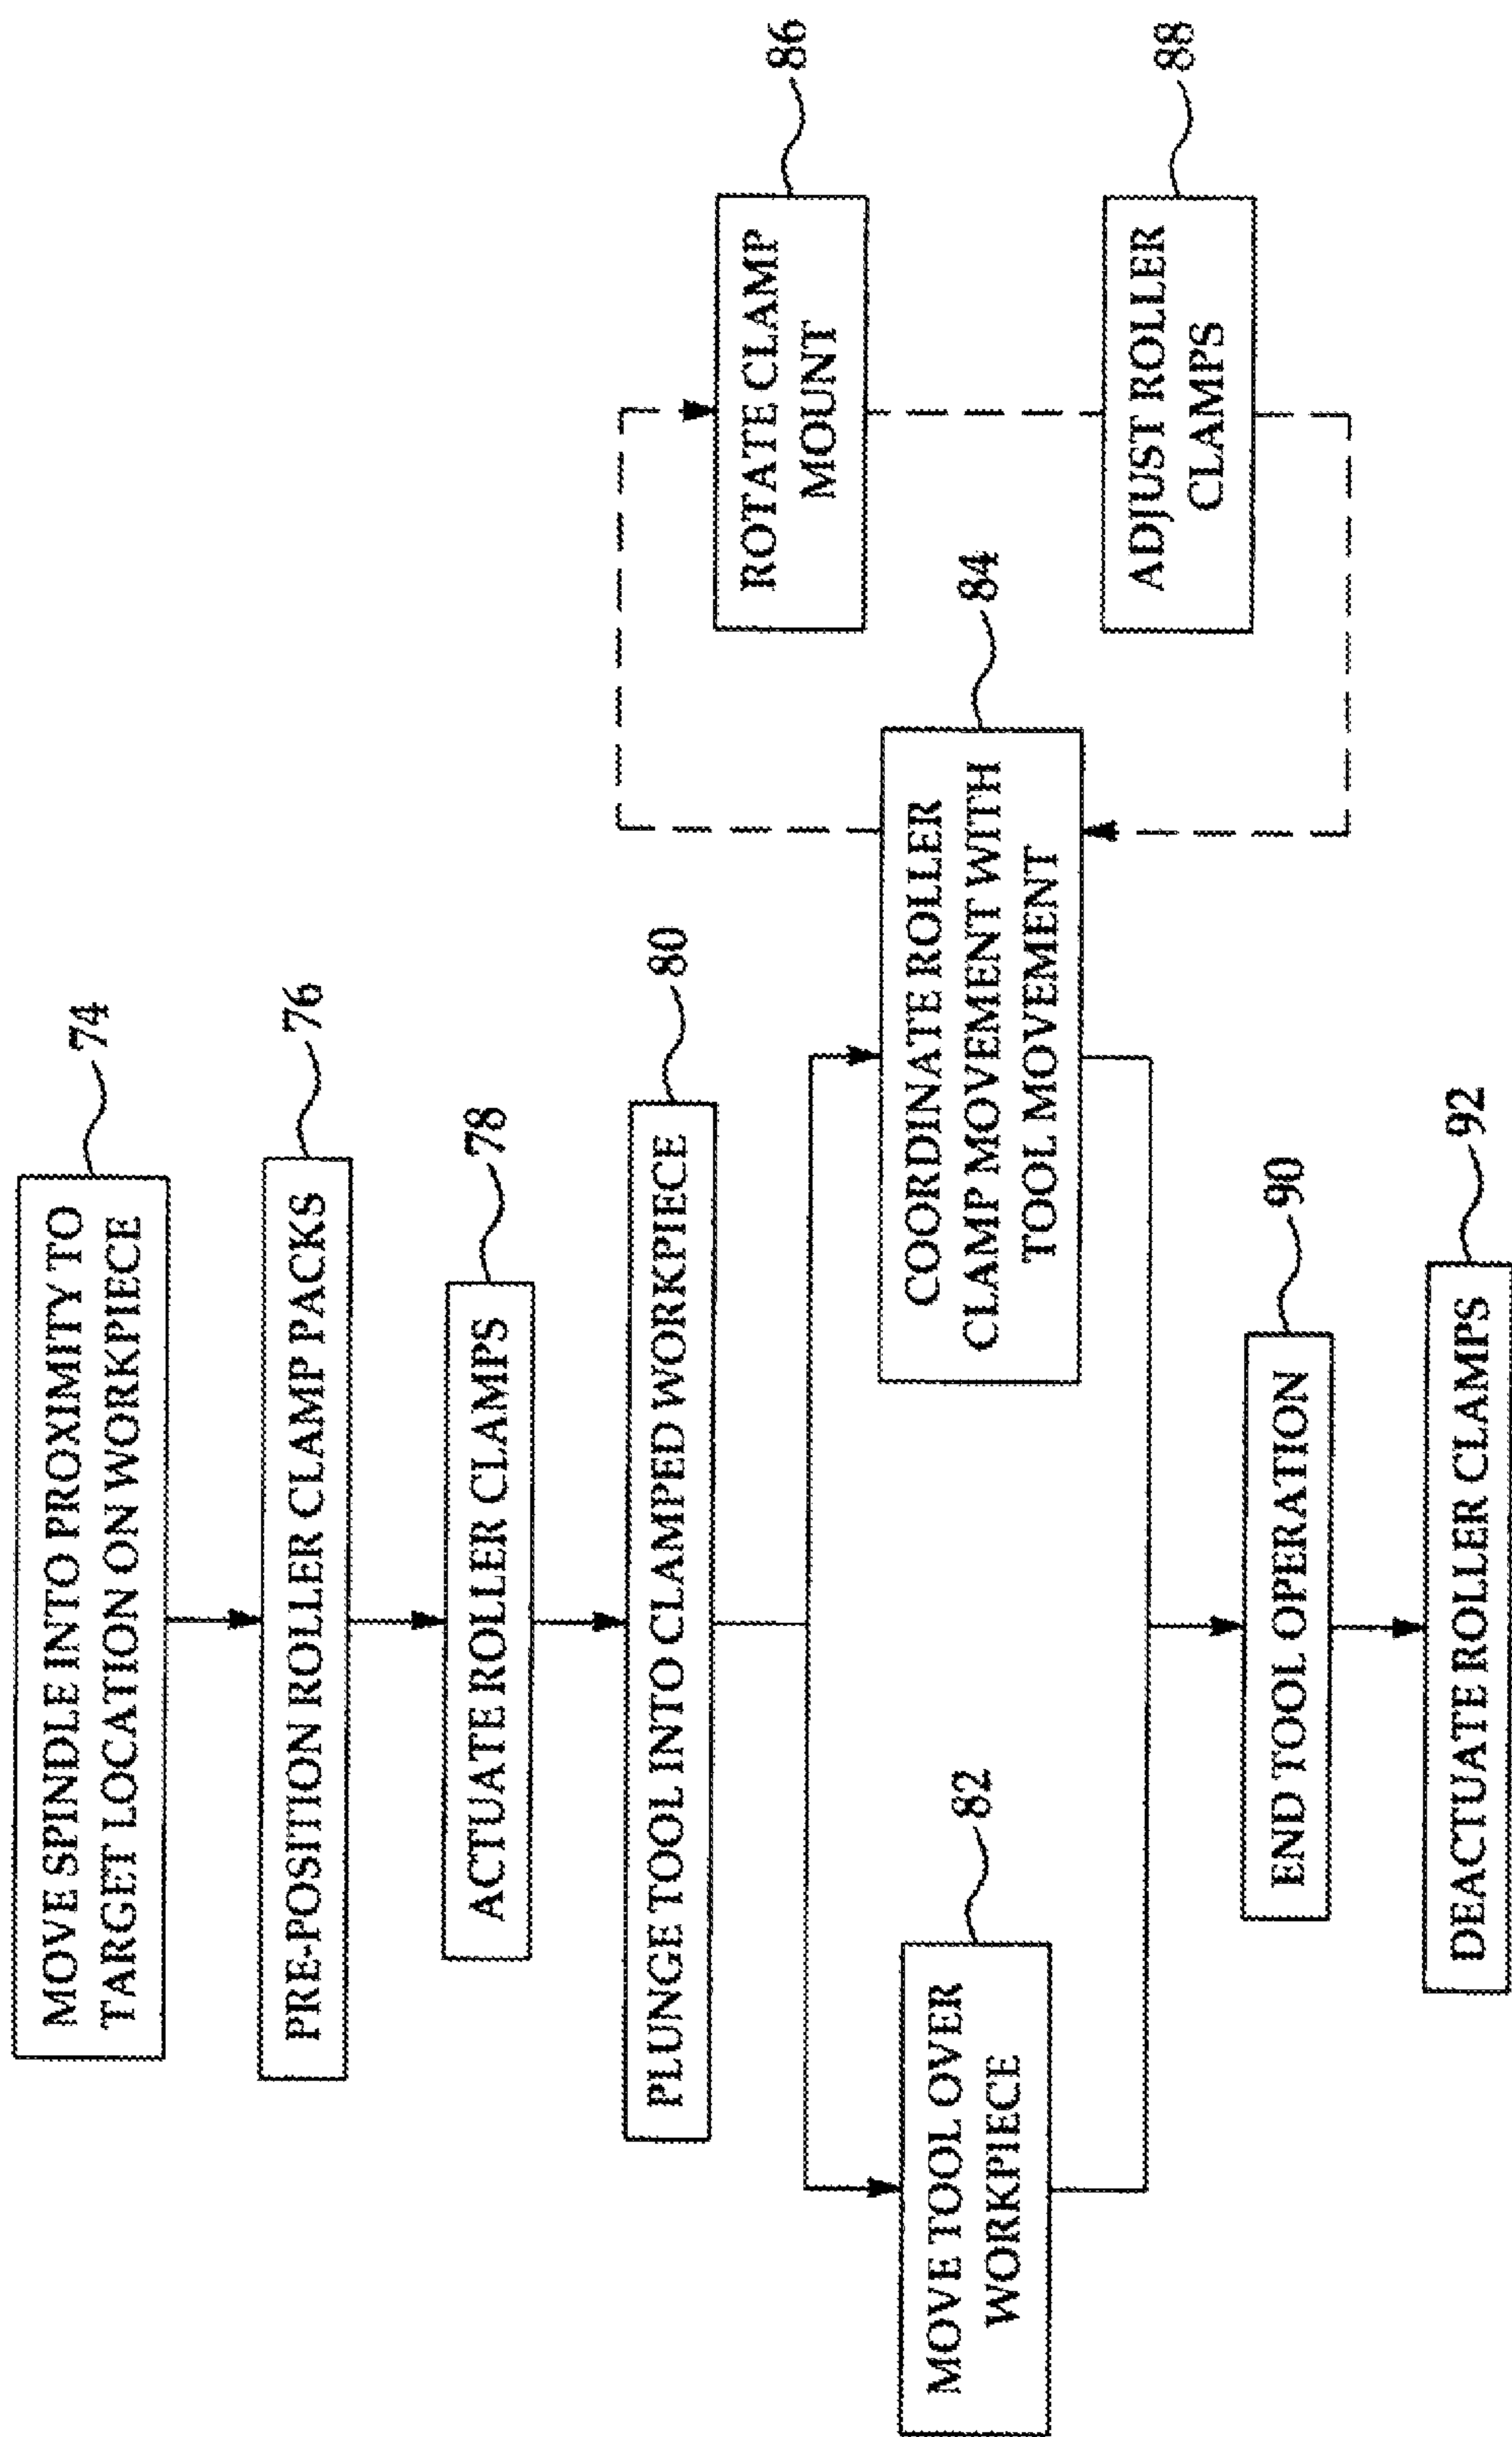 MOVE SPINDLE INTO PROXIMITY TO
TARGET LOCATION ON WORKPIECE
74
PRE-POSITION ROLLER CLAMP PACKS
76
ACTUATE ROLLER CLAMPS
78
PLUNGE TOOL INTO CLAMPED WORKPIECE
80
MOVE TOOL OVER
WORKPIECE
82
COORDINATE ROLLER
CLAMP MOVEMENT WITH
TOOL MOVEMENT
84
ROTATE CLAMP
MOUNT
86
ADJUST ROLLER
CLAMPS
88
END TOOL OPERATION
90
DEACTUATE ROLLER CLAMPS
92